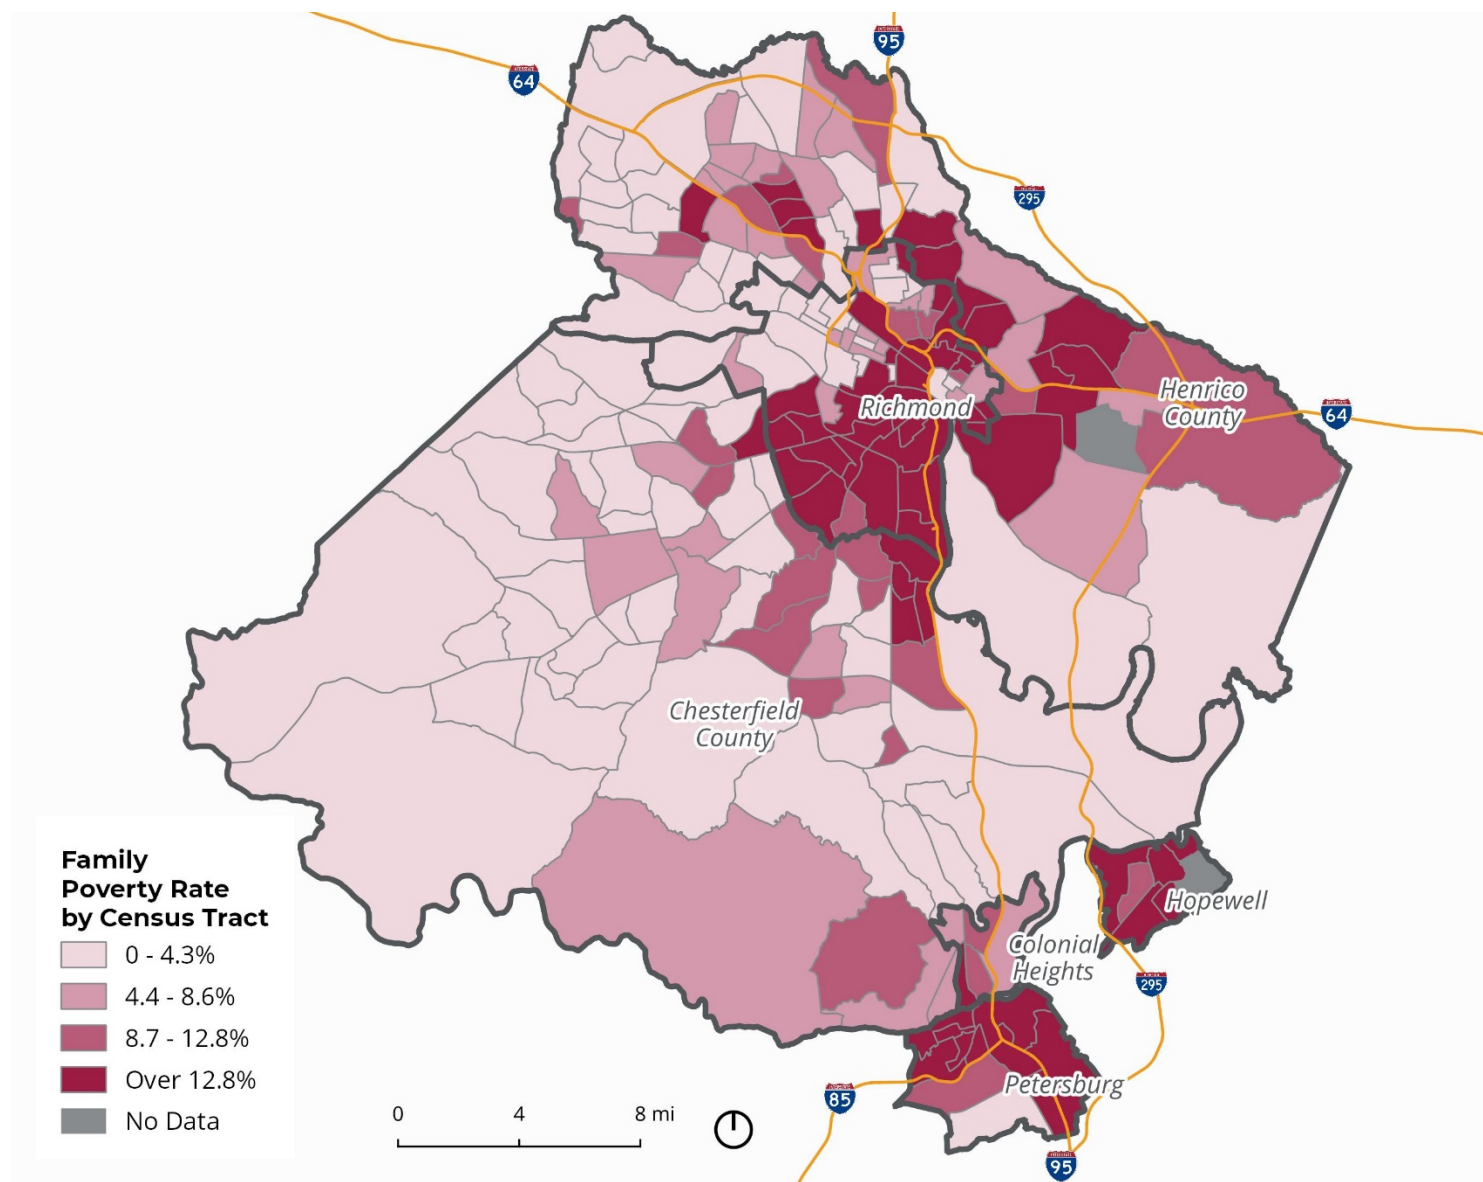 95
64
295
Henrico
County
64
Richmond
Chesterfield
County
Family
Poverty Rate
by Census Tract
0 - 4.3%
4.4 - 8.6%
8.7 - 12.8%
Over 12.8%
No Data
Hopewell
Colonial
Heights
295
Petersburg
85
0 4 8 mi
95